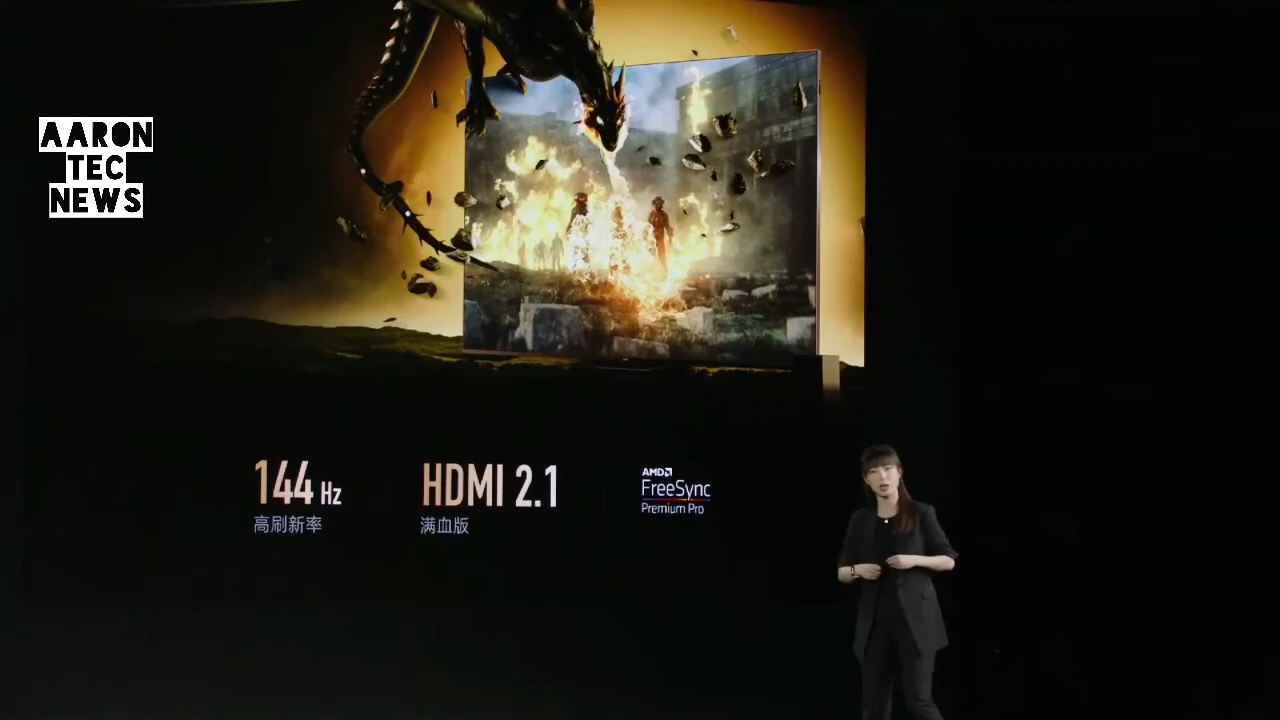 AARON
TEC
NEWS
144 Hz
高刷新率
HDMI 2.1
满血版
AMD
FreeSync
Premium Pro